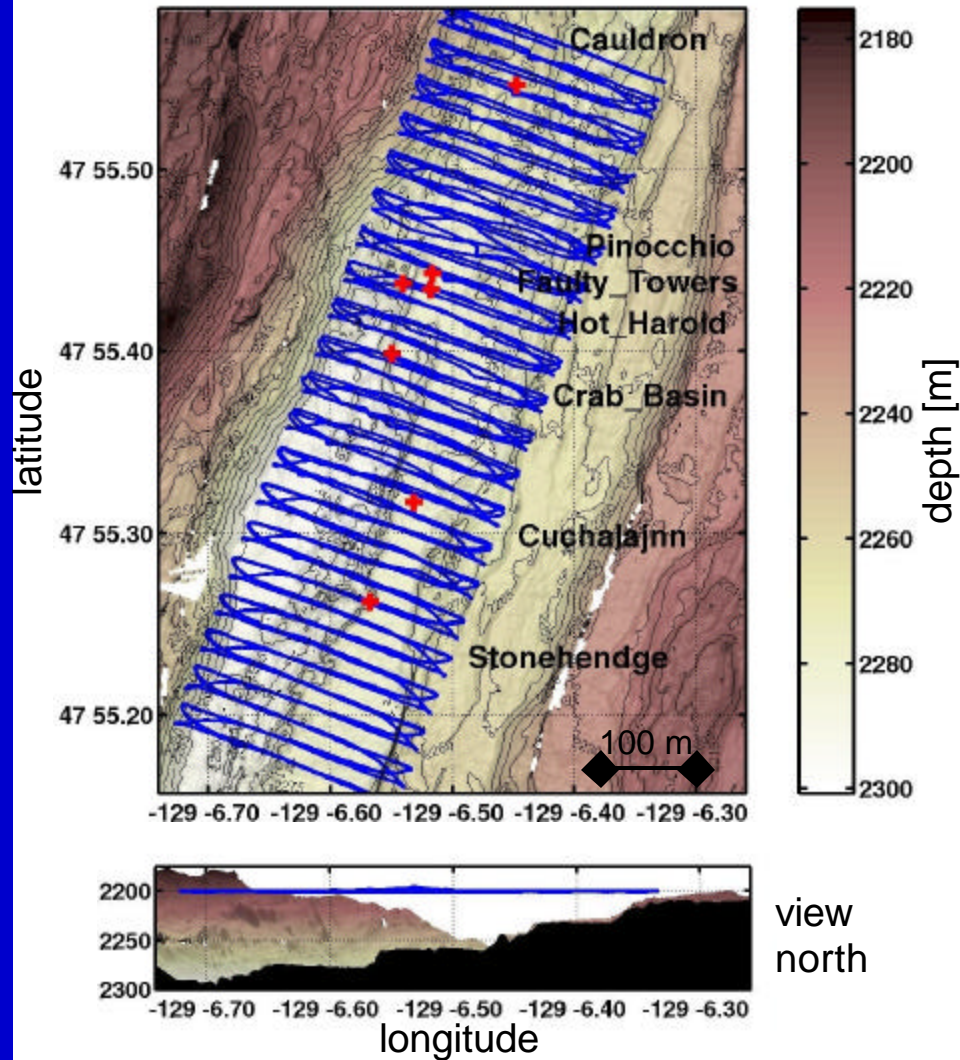 Cauldron
Pinocchio
Faulty_Towers
Hot_Harold
Crab_Basin
Cuchalajnn
Stonehendge
100 m
47 55.50
47 55.40
47 55.30
47 55.20
latitude
-129 -6.70 -129 -6.60 -129 -6.50 -129 -6.40 -129 -6.30
2180
2200
2220
2240
2260
2280
2300
depth [m]
2200
2250
2300
view
north
-129 -6.70 -129 -6.60 -129 -6.50 -129 -6.40 -129 -6.30
longitude